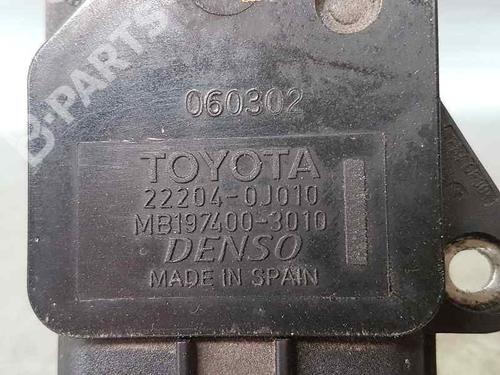 B-PARTS
060302
TOYOTA
22204-0J010
MB197400-3010
DENSO
MADE IN SPAIN